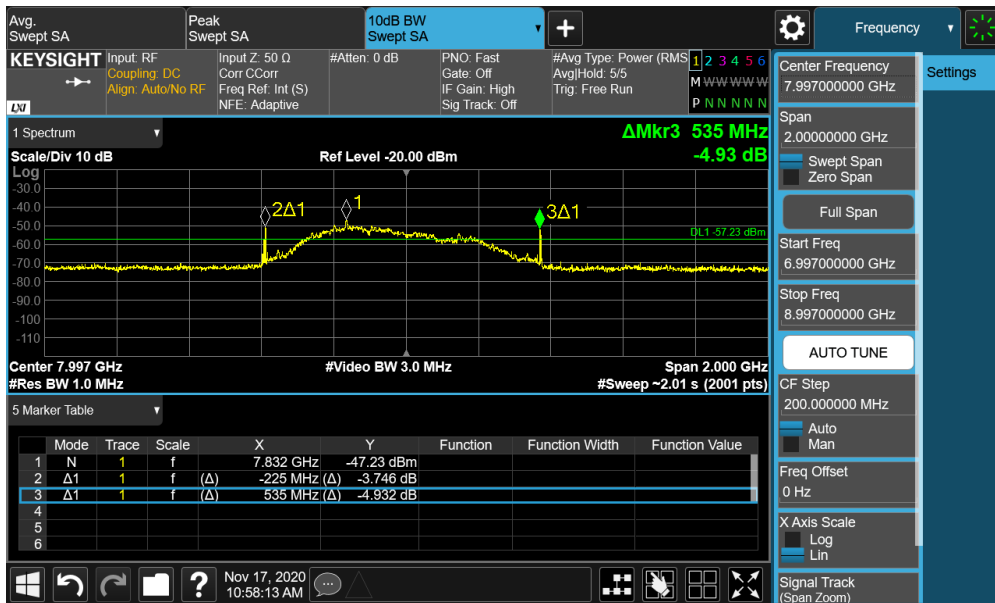 Avg.
Swept SA
Peak
Swept SA
10dB BW
Swept SA
Frequency
KEYSIGHT
LXI
Input: RF
Coupling: DC
Align: Auto/No RF
Input Z: 50 Ω
Corr CCorr
Freq Ref: Int (S)
NFE: Adaptive
#Atten: 0 dB
PNO: Fast
Gate: Off
IF Gain: High
Sig Track: Off
#Avg Type: Power (RMS
Avg|Hold: 5/5
Trig: Free Run
1 2 3 4 5 6
M W W W W W
P N N N N N
1 Spectrum
ΔMkr3 535 MHz
-4.93 dB
Scale/Div 10 dB
Ref Level -20.00 dBm
Log
-30.0
-40.0
-50.0
-60.0
-70.0
-80.0
-90.0
-100
-110
2Δ1
1
3Δ1
DL1 -57.23 dBm
Center 7.997 GHz
#Video BW 3.0 MHz
Span 2.000 GHz
#Res BW 1.0 MHz
#Sweep ~2.01 s (2001 pts)
5 Marker Table
Mode Trace Scale X Y Function Function Width Function Value
1 N 1 f 7.832 GHz -47.23 dBm
2 Δ1 1 f (Δ) -225 MHz (Δ) -3.746 dB
3 Δ1 1 f (Δ) 535 MHz (Δ) -4.932 dB
4
5
6
Nov 17, 2020
10:58:13 AM
Center Frequency
7.997000000 GHz
Span
2.00000000 GHz
Swept Span
Zero Span
Full Span
Start Freq
6.997000000 GHz
Stop Freq
8.997000000 GHz
AUTO TUNE
CF Step
200.000000 MHz
Auto
Man
Freq Offset
0 Hz
X Axis Scale
Log
Lin
Signal Track
(Span Zoom)
Settings